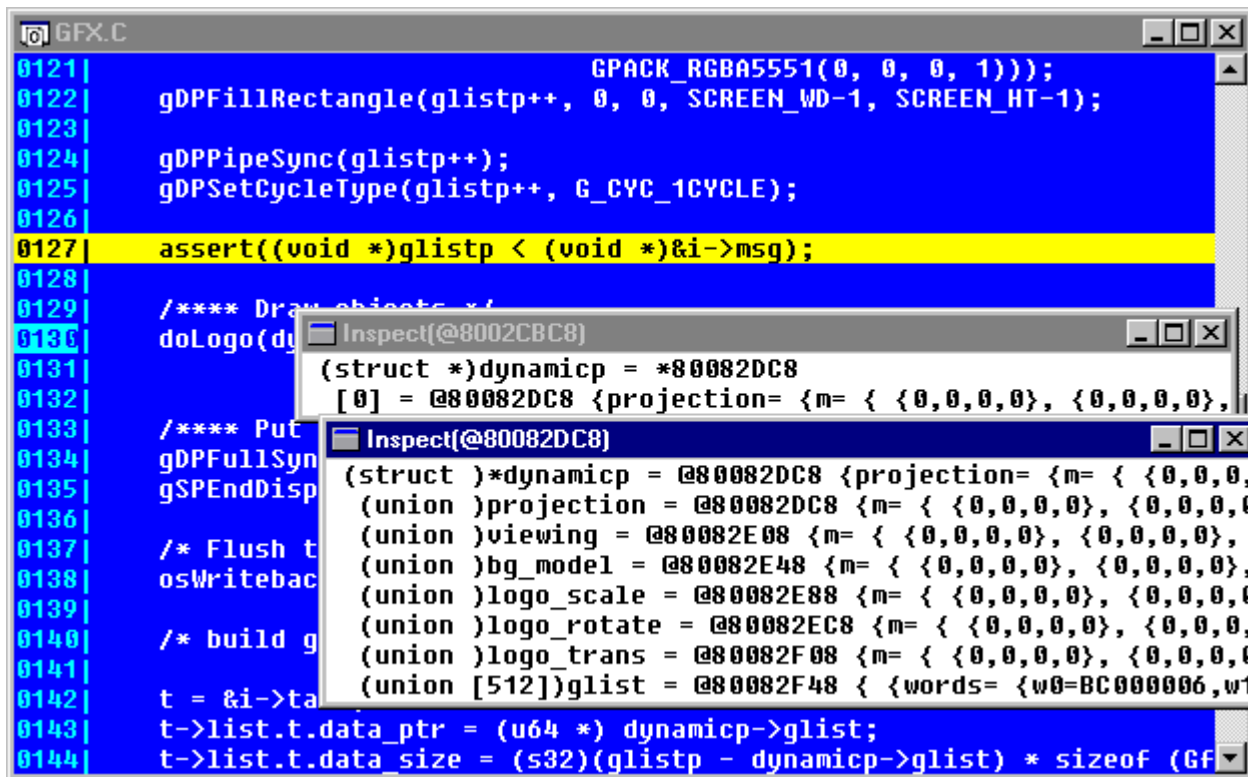 GFX.C
0121| GPACK_RGBA5551(0, 0, 0, 1)));
0122| gDPFillRectangle(glistp++, 0, 0, SCREEN_WD-1, SCREEN_HT-1);
0123|
0124| gDPPipeSync(glistp++);
0125| gDPSetCycleType(glistp++, G_CYC_1CYCLE);
0126|
0127| assert((void *)glistp < (void *)&i->msg);
0128|
0129| /**** Draw objects */
0130| doLogo(dy
0131|
0132|
0133| /**** Put
0134| gDPFullSyn
0135| gSPEndDisp
0136|
0137| /* Flush t
0138| osWriteback
0139|
0140| /* build g
0141|
0142| t = &i->ta
0143| t->list.t.data_ptr = (u64 *) dynamicp->glist;
0144| t->list.t.data_size = (s32)(glistp - dynamicp->glist) * sizeof (Gf
Inspect(@8002CBC8)
(struct *)dynamicp = *80082DC8
[0] = @80082DC8 {projection= {m= { {0,0,0,0}, {0,0,0,0},
Inspect(@80082DC8)
(struct )*dynamicp = @80082DC8 {projection= {m= { {0,0,0,
(union )projection = @80082DC8 {m= { {0,0,0,0}, {0,0,0,0
(union )viewing = @80082E08 {m= { {0,0,0,0}, {0,0,0,0},
(union )bg_model = @80082E48 {m= { {0,0,0,0}, {0,0,0,0},
(union )logo_scale = @80082E88 {m= { {0,0,0,0}, {0,0,0,0
(union )logo_rotate = @80082EC8 {m= { {0,0,0,0}, {0,0,0,
(union )logo_trans = @80082F08 {m= { {0,0,0,0}, {0,0,0,0
(union [512])glist = @80082F48 { {words= {w0=BC000006,w1